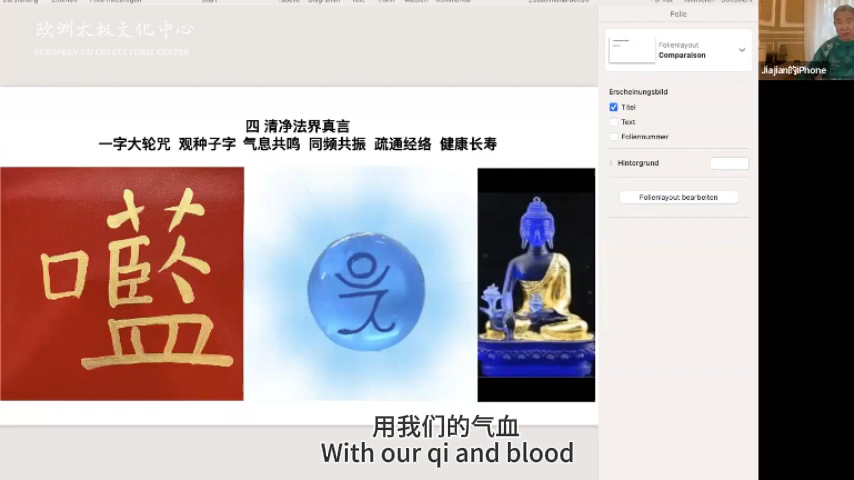 欧洲太极文化中心
EUROPEAN TAI CHI CULTURAL CENTER
四 清净法界真言
一字大轮咒 观种子字 气息共鸣 同频共振 疏通经络 健康长寿
嚂
用我们的气血
With our qi and blood
Folie
Folienlayout
Comparaison
Erscheinungsbild
Titel
Text
Foliennummer
Hintergrund
Folienlayout bearbeiten
Jiajian的iPhone